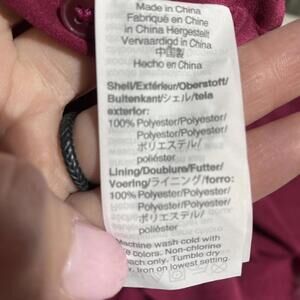 Made in China
Fabriqué en Chine
in China Hergestellt
Vervaardigd in China
中国製
Hecho en China
Shell/Extérieur/Oberstoff/
Buitenkant/シェル/tela
exterior:
100% Polyester/Polyester/
Polyester/Polyester/
ポリエステル/
poliéster
Lining/Doublure/Futter/
Voering/ライニング/forro:
100% Polyester/Polyester/
Polyester/Polyester/
ポリエステル/
poliéster
Machine wash cold with
colors. Non-chlorine
only. Tumble dry
Iron on lowest setting.